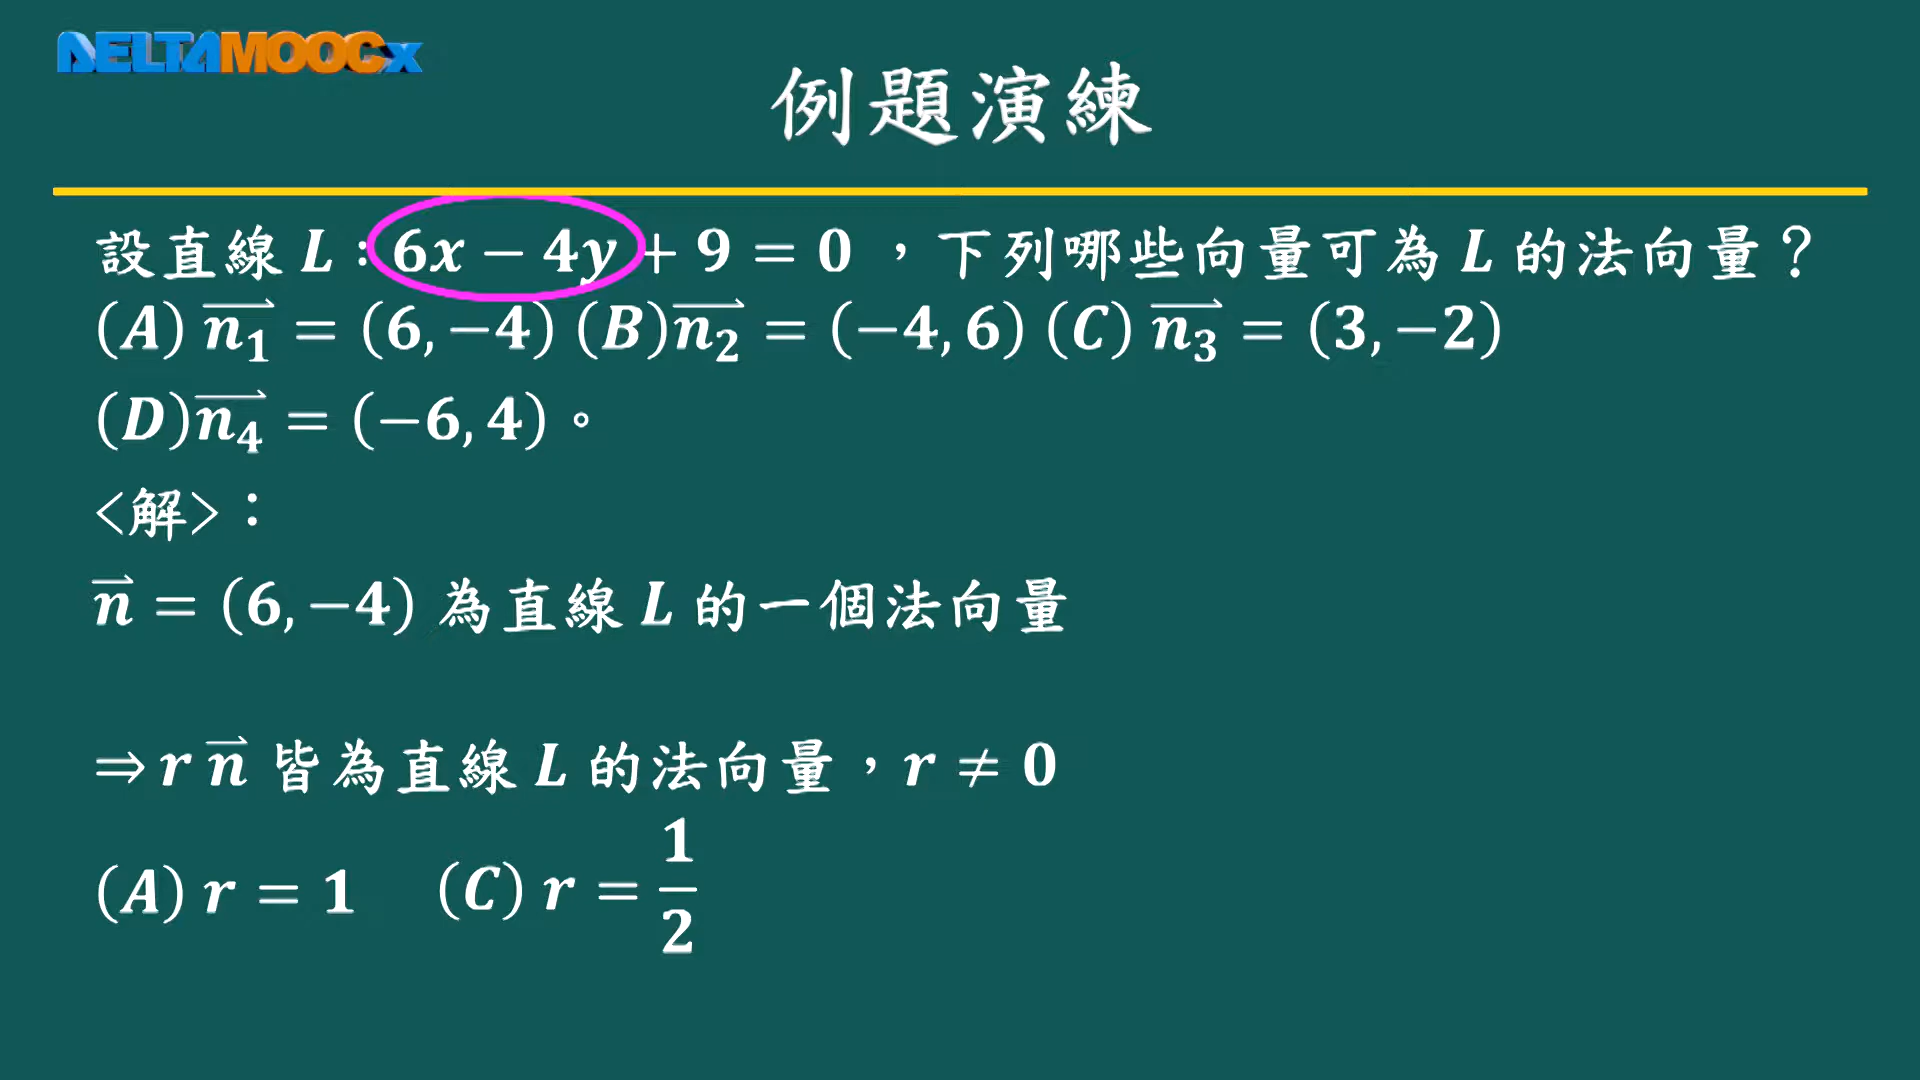 DELTAMOOCx
例題演練
設直線 L：6x − 4y + 9 = 0 ，下列哪些向量可為 L 的法向量？
(A) n₁⃗ = (6, −4) (B) n₂⃗ = (−4, 6) (C) n₃⃗ = (3, −2)
(D) n₄⃗ = (−6, 4)。
<解>：
n⃗ = (6, −4) 為直線 L 的一個法向量
⇒ r n⃗ 皆為直線 L 的法向量，r ≠ 0
(A) r = 1 (C) r = 1/2